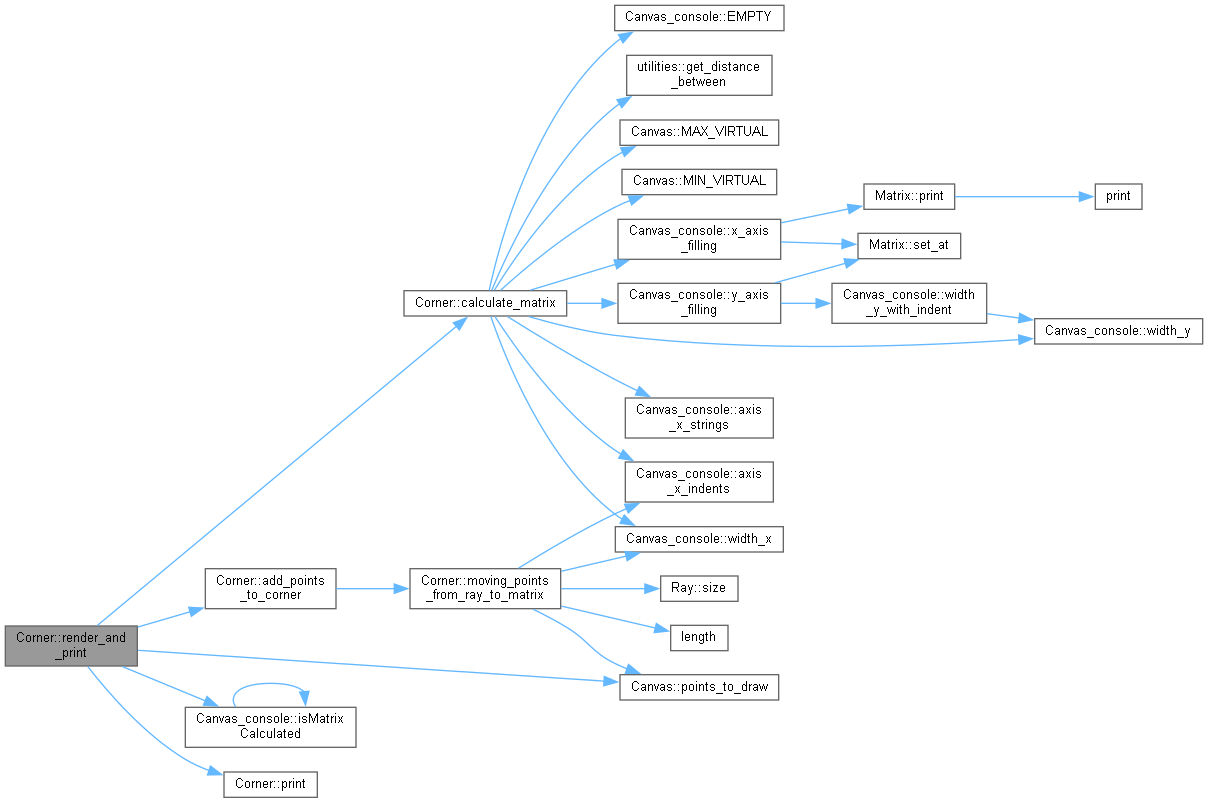 Canvas_console::EMPTY
utilities::get_distance
_between
Canvas::MAX_VIRTUAL
Canvas::MIN_VIRTUAL
Matrix::print
print
Canvas_console::x_axis
_filling
Matrix::set_at
Corner::calculate_matrix
Canvas_console::y_axis
_filling
Canvas_console::width
_y_with_indent
Canvas_console::width_y
Canvas_console::axis
_x_strings
Canvas_console::axis
_x_indents
Canvas_console::width_x
Corner::add_points
_to_corner
Corner::moving_points
_from_ray_to_matrix
Ray::size
Corner::render_and
_print
length
Canvas::points_to_draw
Canvas_console::isMatrix
Calculated
Corner::print